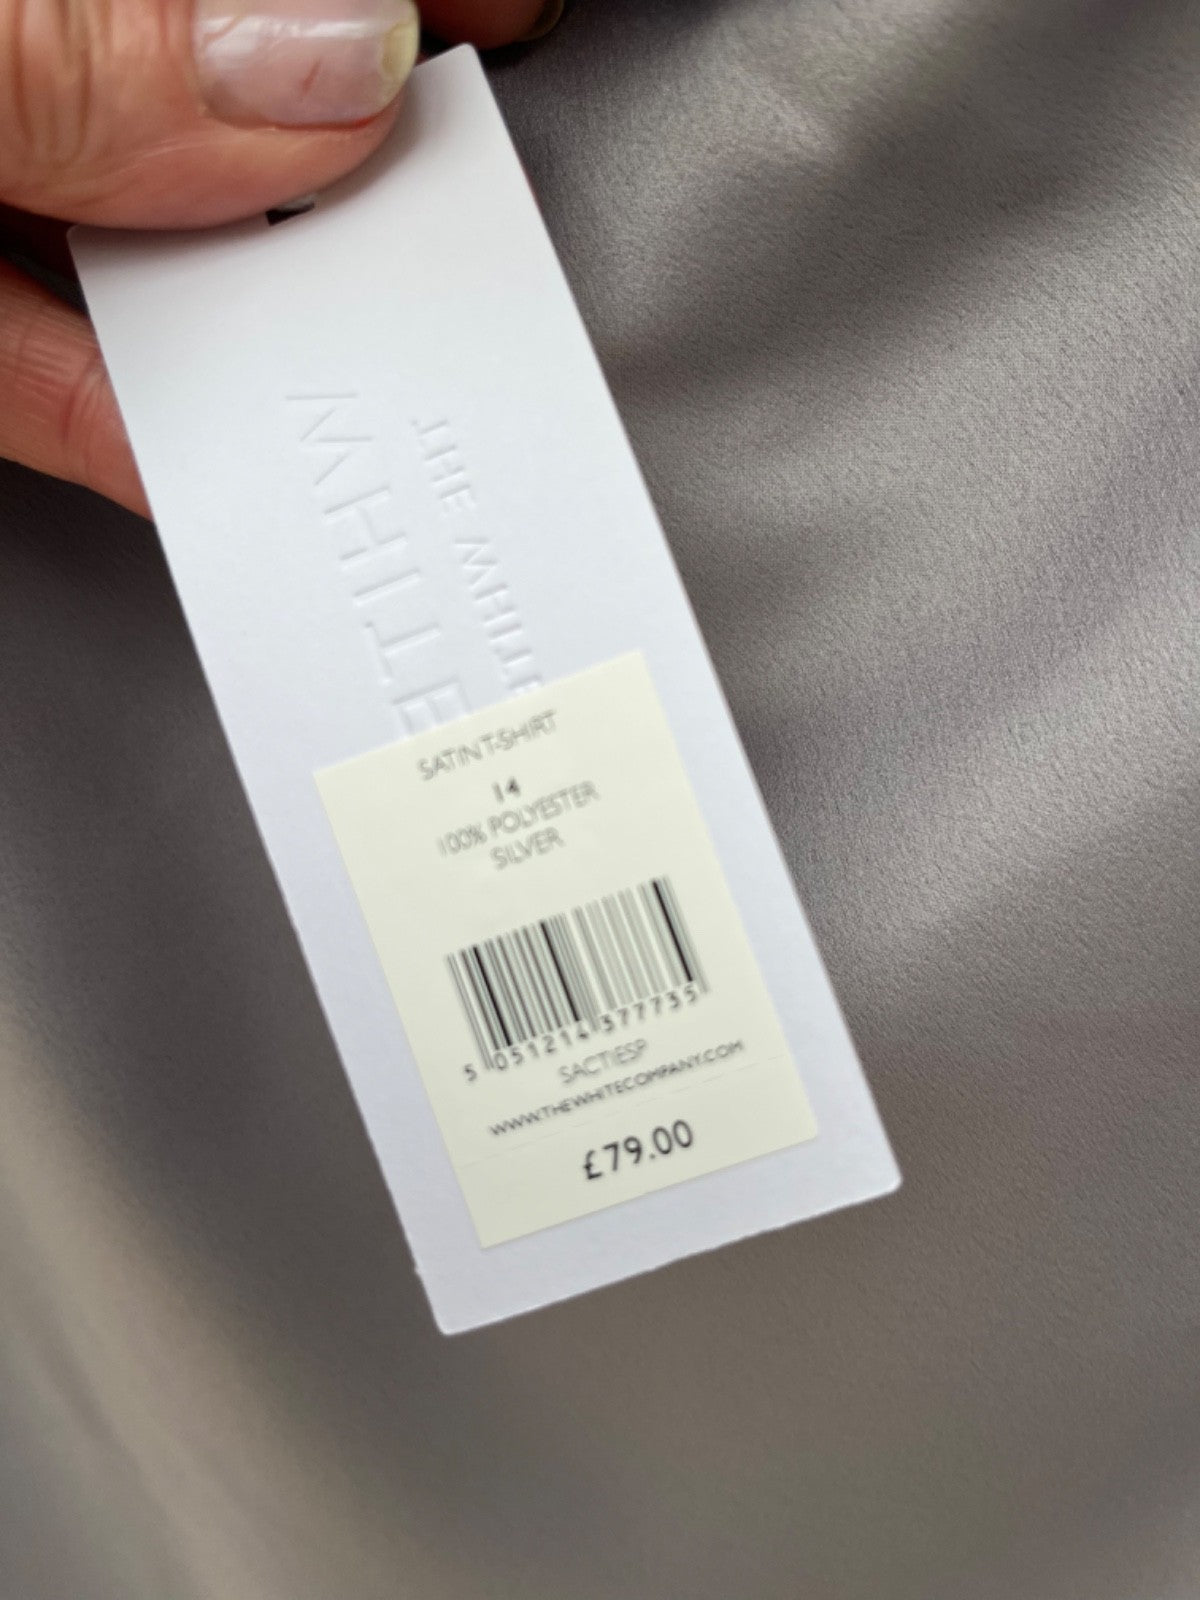 THE WHITE
WHITE
SATIN T-SHIRT
14
100% POLYESTER
SILVER
5 051214 377735
SACTIESP
WWW.THEWHITECOMPANY.COM
£79.00